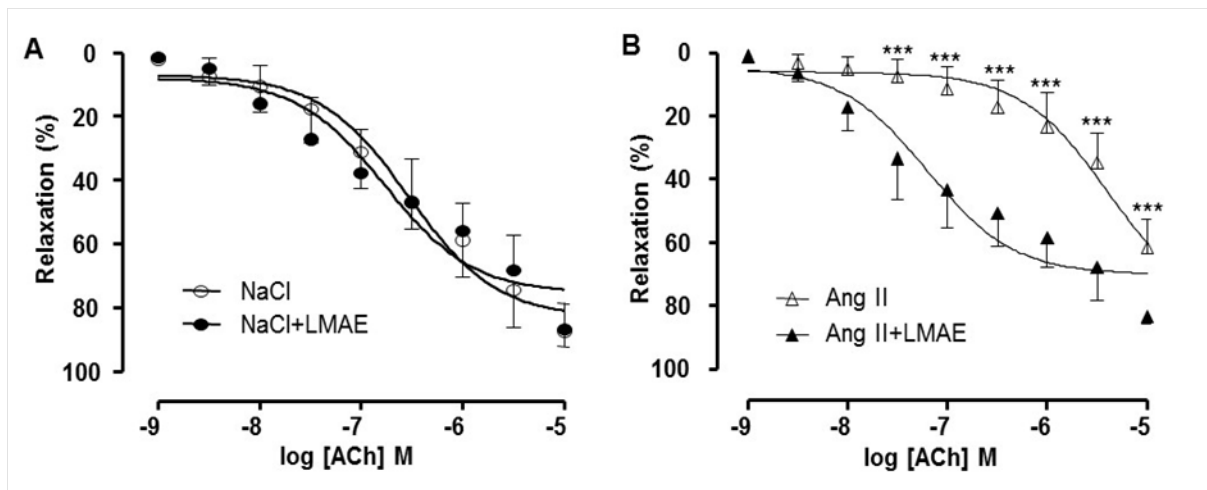 A
0
20
40
60
80
100
Relaxation (%)
NaCl
NaCl+LMAE
-9 -8 -7 -6 -5
log [ACh] M
B
0
20
40
60
80
100
Relaxation (%)
*** *** *** *** *** ***
Ang II
Ang II+LMAE
-9 -8 -7 -6 -5
log [ACh] M